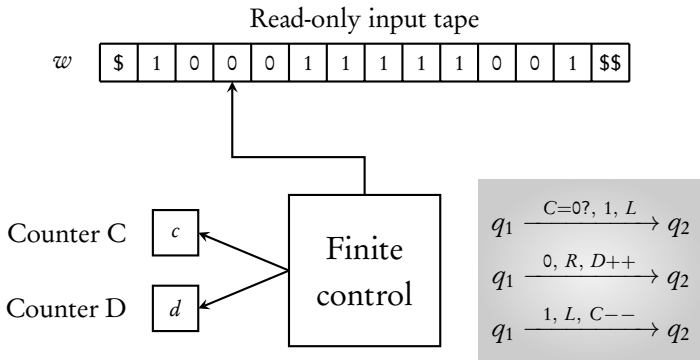 Read-only input tape
w $ 1 0 0 0 1 1 1 1 1 0 0 1 $$
Counter C c
Counter D d
Finite
control
q₁ C=0?, 1, L q₂
q₁ 0, R, D++ q₂
q₁ 1, L, C−− q₂